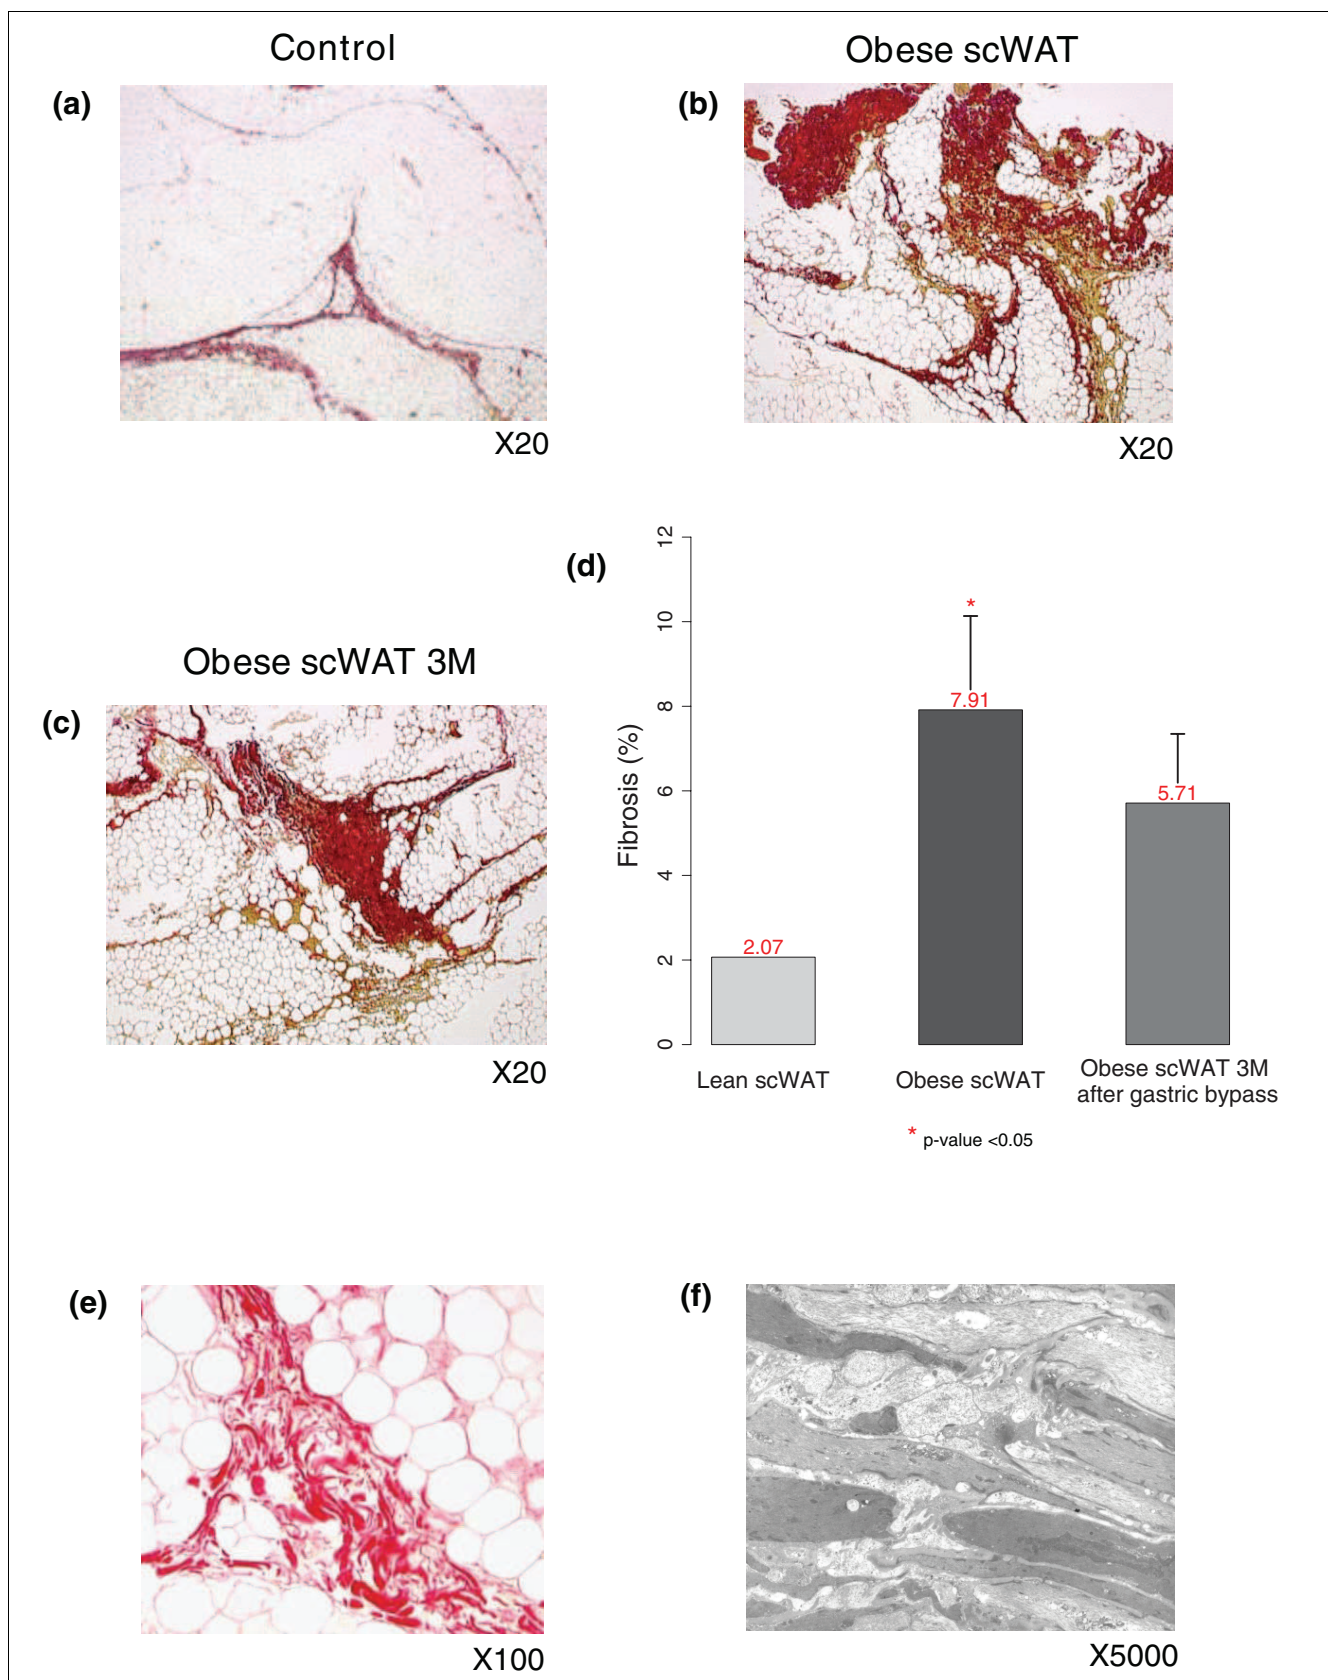 Control
Obese scWAT
(a)
(b)
X20
X20
Obese scWAT 3M
(c)
X20
(d)
Fibrosis (%)
0
2
4
6
8
10
12
2.07
*
7.91
5.71
Lean scWAT
Obese scWAT
Obese scWAT 3M
after gastric bypass
* p-value <0.05
(e)
X100
(f)
X5000